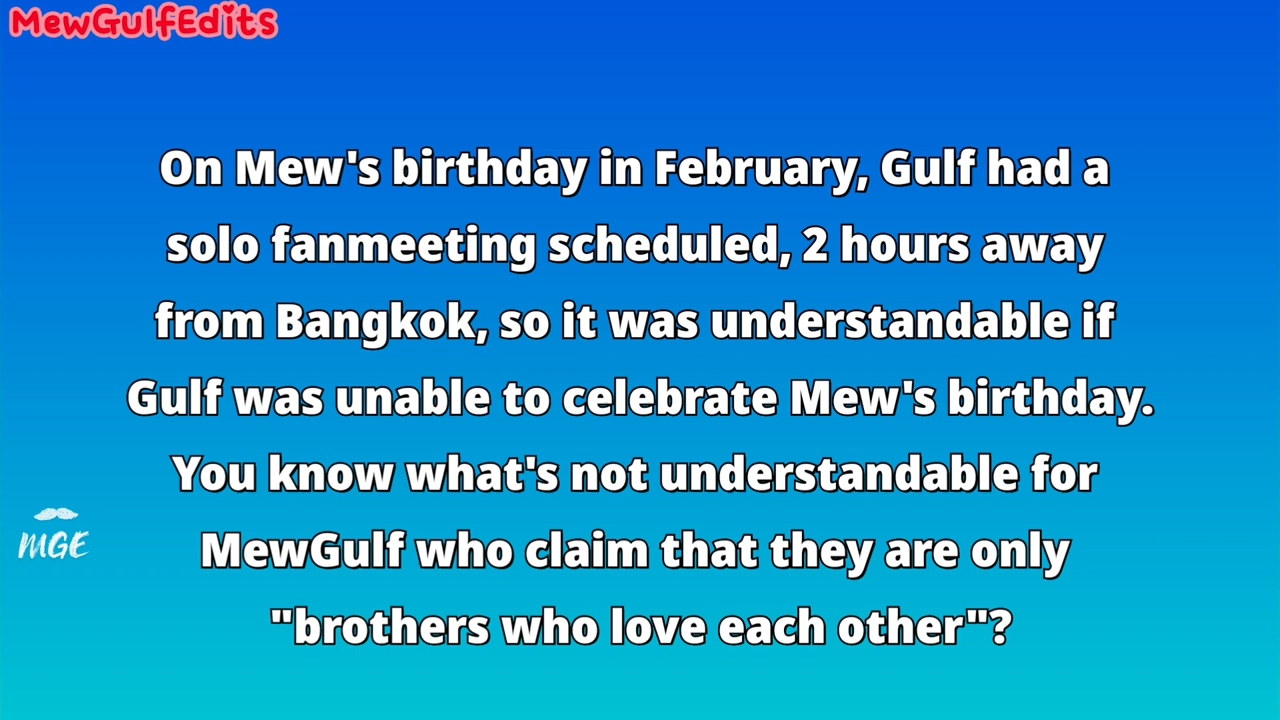 MewGulfEdits
On Mew's birthday in February, Gulf had a
solo fanmeeting scheduled, 2 hours away
from Bangkok, so it was understandable if
Gulf was unable to celebrate Mew's birthday.
You know what's not understandable for
MewGulf who claim that they are only
"brothers who love each other"?
MGE